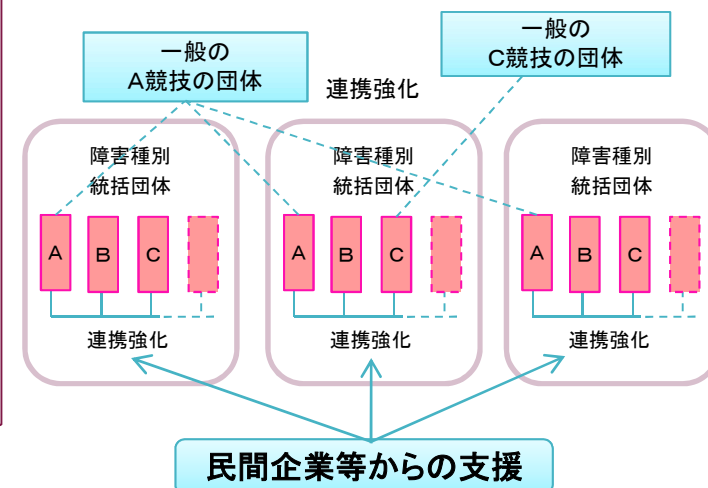 一般の
A競技の団体
一般の
C競技の団体
連携強化
障害種別
統括団体
A B C
連携強化
障害種別
統括団体
A B C
連携強化
障害種別
統括団体
A B C
連携強化
民間企業等からの支援